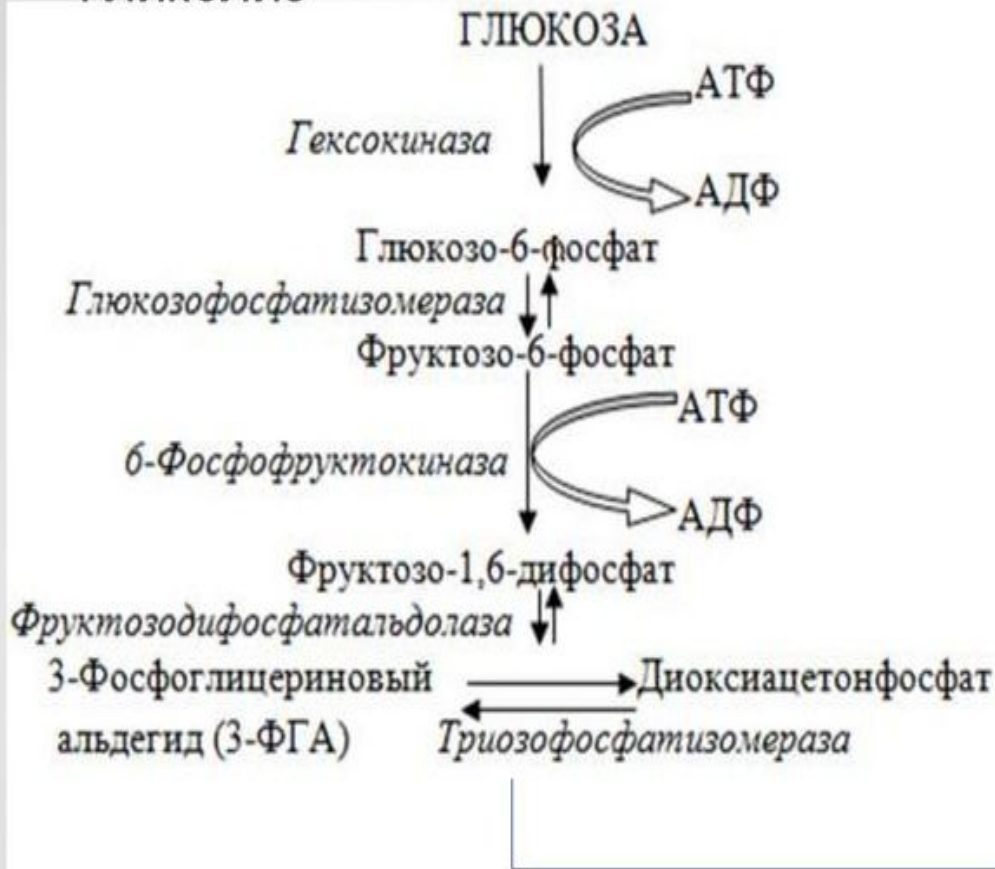 ГЛЮКОЗА
АТФ
Гексокиназа
АДФ
Глюкозо-6-фосфат
Глюкозофосфатизомераза
Фруктозо-6-фосфат
АТФ
6-Фосфофруктокиназа
АДФ
Фруктозо-1,6-дифосфат
Фруктозодифосфатальдолаза
3-Фосфоглицериновый
альдегид (3-ФГА)
Диоксиацетонфосфат
Триозофосфатизомераза